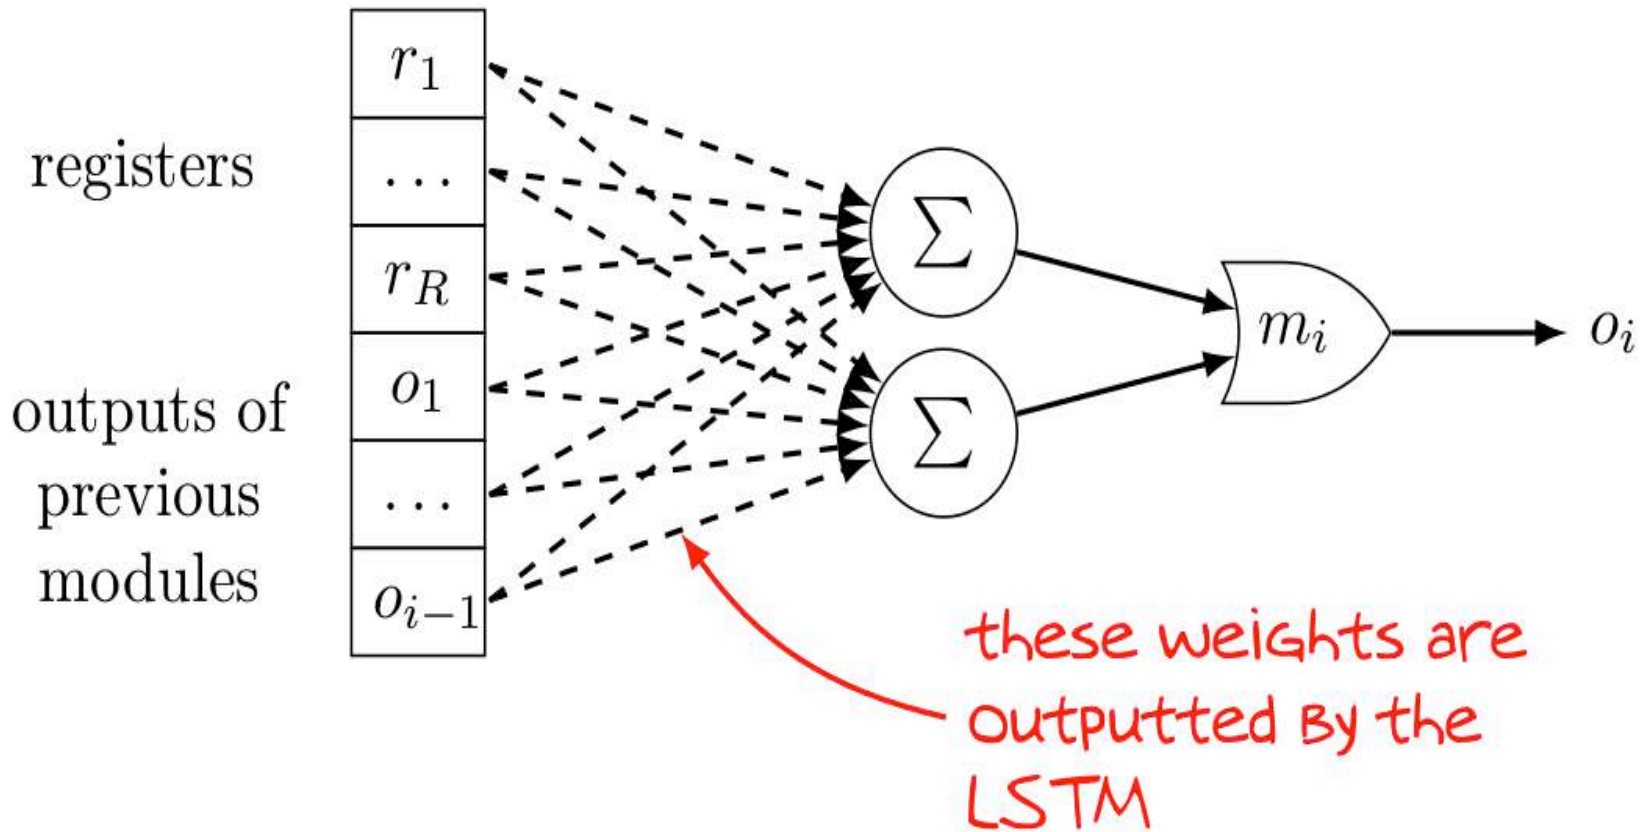 r1
registers
...
rR
outputs of
previous
modules
o1
...
oi−1
Σ
Σ
mi
oi
these weights are
outputted by the
LSTM